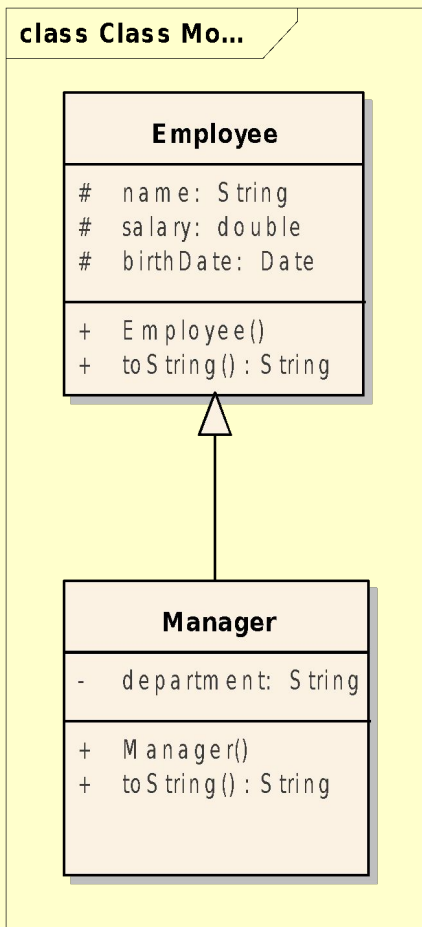 class Class Mo...
Employee
# name: String
# salary: double
# birthDate: Date
+ Employee()
+ toString() : String
Manager
- department: String
+ Manager()
+ toString() : String